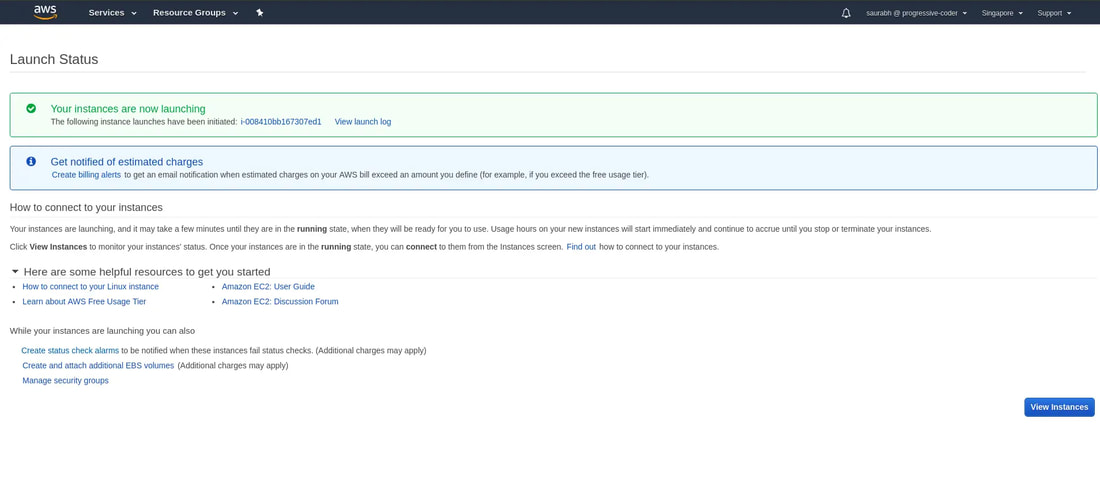 aws Services Resource Groups saurabh @ progressive-coder Singapore Support
Launch Status
Your instances are now launching
The following instance launches have been initiated: i-008410bb167307ed1 View launch log
Get notified of estimated charges
Create billing alerts to get an email notification when estimated charges on your AWS bill exceed an amount you define (for example, if you exceed the free usage tier).
How to connect to your instances
Your instances are launching, and it may take a few minutes until they are in the running state, when they will be ready for you to use. Usage hours on your new instances will start immediately and continue to accrue until you stop or terminate your instances.
Click View Instances to monitor your instances' status. Once your instances are in the running state, you can connect to them from the Instances screen. Find out how to connect to your instances.
Here are some helpful resources to get you started
• How to connect to your Linux instance • Amazon EC2: User Guide
• Learn about AWS Free Usage Tier • Amazon EC2: Discussion Forum
While your instances are launching you can also
Create status check alarms to be notified when these instances fail status checks. (Additional charges may apply)
Create and attach additional EBS volumes (Additional charges may apply)
Manage security groups
View Instances